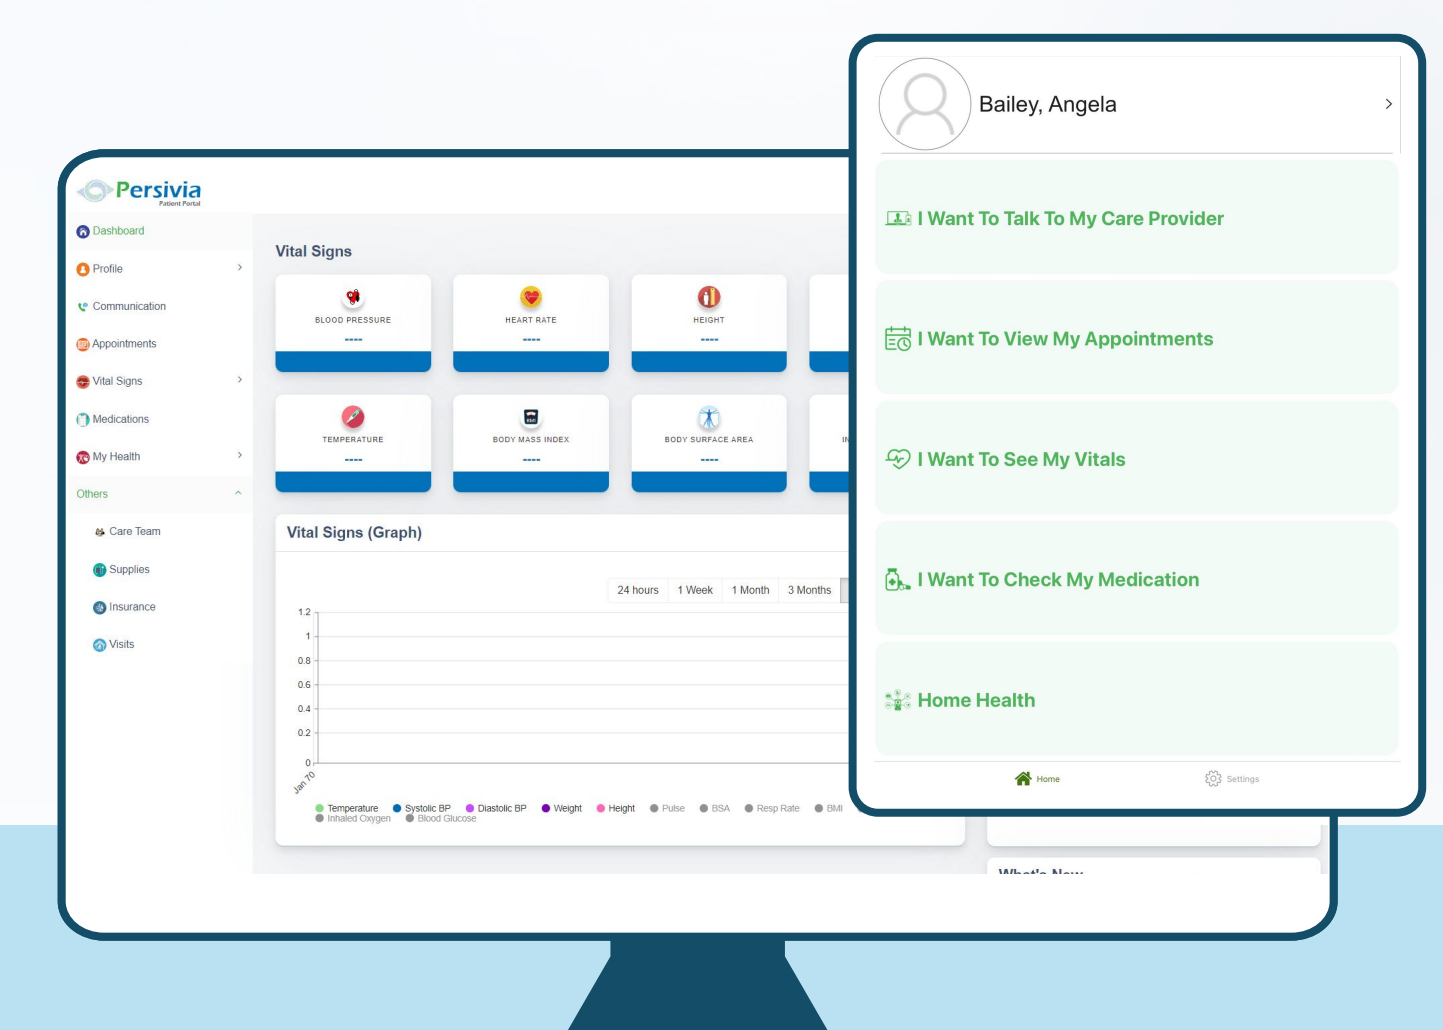 Persivia
Patient Portal
Dashboard
Profile
Communication
Appointments
Vital Signs
Medications
My Health
Others
Care Team
Supplies
Insurance
Visits
Vital Signs
BLOOD PRESSURE
----
HEART RATE
----
HEIGHT
----
TEMPERATURE
----
BODY MASS INDEX
----
BODY SURFACE AREA
----
IN
Vital Signs (Graph)
24 hours 1 Week 1 Month 3 Months
1.2
1
0.8
0.6
0.4
0.2
0
Jan 70
Temperature Systolic BP Diastolic BP Weight Height Pulse BSA Resp Rate BMI
Inhaled Oxygen Blood Glucose
What's New
Bailey, Angela
I Want To Talk To My Care Provider
I Want To View My Appointments
I Want To See My Vitals
I Want To Check My Medication
Home Health
Home Settings